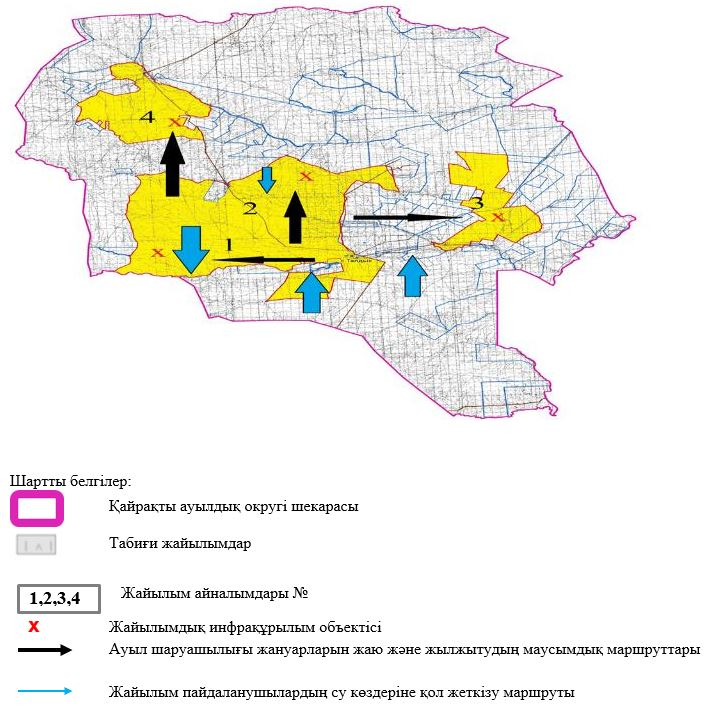 4
3
2
1
Шартты белгілер:
Қайрақты ауылдық округі шекарасы
Табиғи жайылымдар
1,2,3,4 Жайылым айналымдары №
Х Жайылымдық инфрақұрылым объектісі
Ауыл шаруашылығы жануарларын жаю және жылжытудың маусымдық маршруттары
Жайылым пайдаланушылардың су көздеріне қол жеткізу маршруты